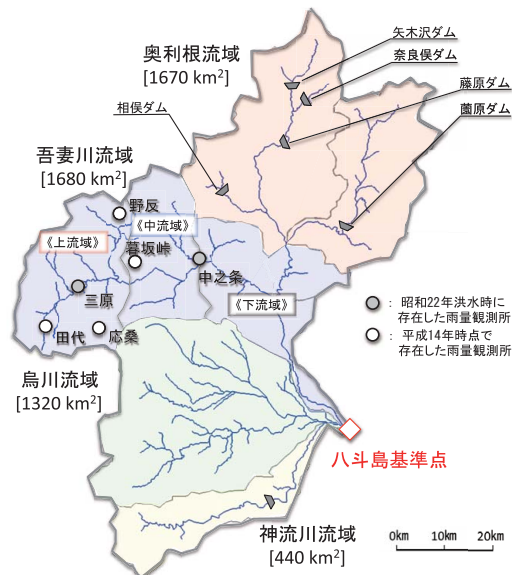 矢木沢ダム
奥利根流域
[1670 km²]
奈良俣ダム
藤原ダム
相俣ダム
薗原ダム
吾妻川流域
[1680 km²]
野反
《中流域》
《上流域》
暮坂峠
中之条
三原
《下流域》
：昭和22年洪水時に
存在した雨量観測所
：平成14年時点で
存在した雨量観測所
田代
応桑
烏川流域
[1320 km²]
八斗島基準点
神流川流域
[440 km²]
0km 10km 20km